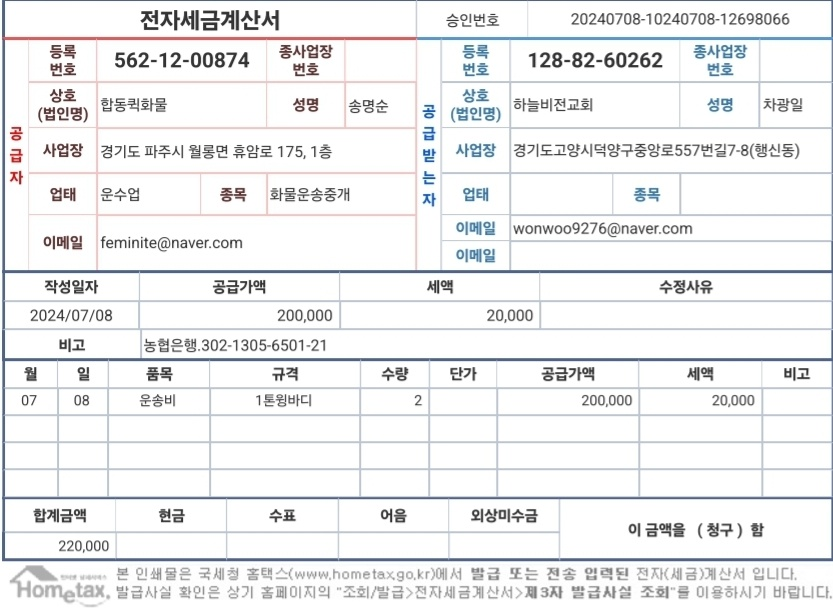 전자세금계산서 승인번호 20240708-10240708-12698066
공급자
등록번호 562-12-00874 종사업장번호
상호(법인명) 합동퀵화물 성명 송명순
사업장 경기도 파주시 월롱면 휴암로 175, 1층
업태 운수업 종목 화물운송중개
이메일 feminite@naver.com
공급받는자
등록번호 128-82-60262 종사업장번호
상호(법인명) 하늘비전교회 성명 차광일
사업장 경기도고양시덕양구중앙로557번길7-8(행신동)
업태 종목
이메일 wonwoo9276@naver.com
이메일
작성일자 공급가액 세액 수정사유
2024/07/08 200,000 20,000
비고 농협은행.302-1305-6501-21
월 일 품목 규격 수량 단가 공급가액 세액 비고
07 08 운송비 1톤윙바디 2 200,000 20,000
합계금액 현금 수표 어음 외상미수금 이 금액을 ( 청구 ) 함
220,000
Hometax. 본 인쇄물은 국세청 홈택스(www.hometax.go.kr)에서 발급 또는 전송 입력된 전자(세금)계산서 입니다.
발급사실 확인은 상기 홈페이지의 "조회/발급>전자세금계산서>제3자 발급사실 조회"를 이용하시기 바랍니다.